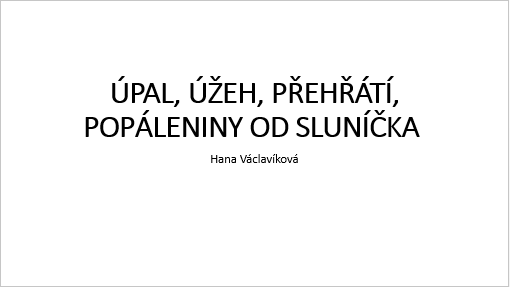 ÚPAL, ÚŽEH, PŘEHŘÁTÍ,
POPÁLENINY OD SLUNÍČKA
Hana Václavíková